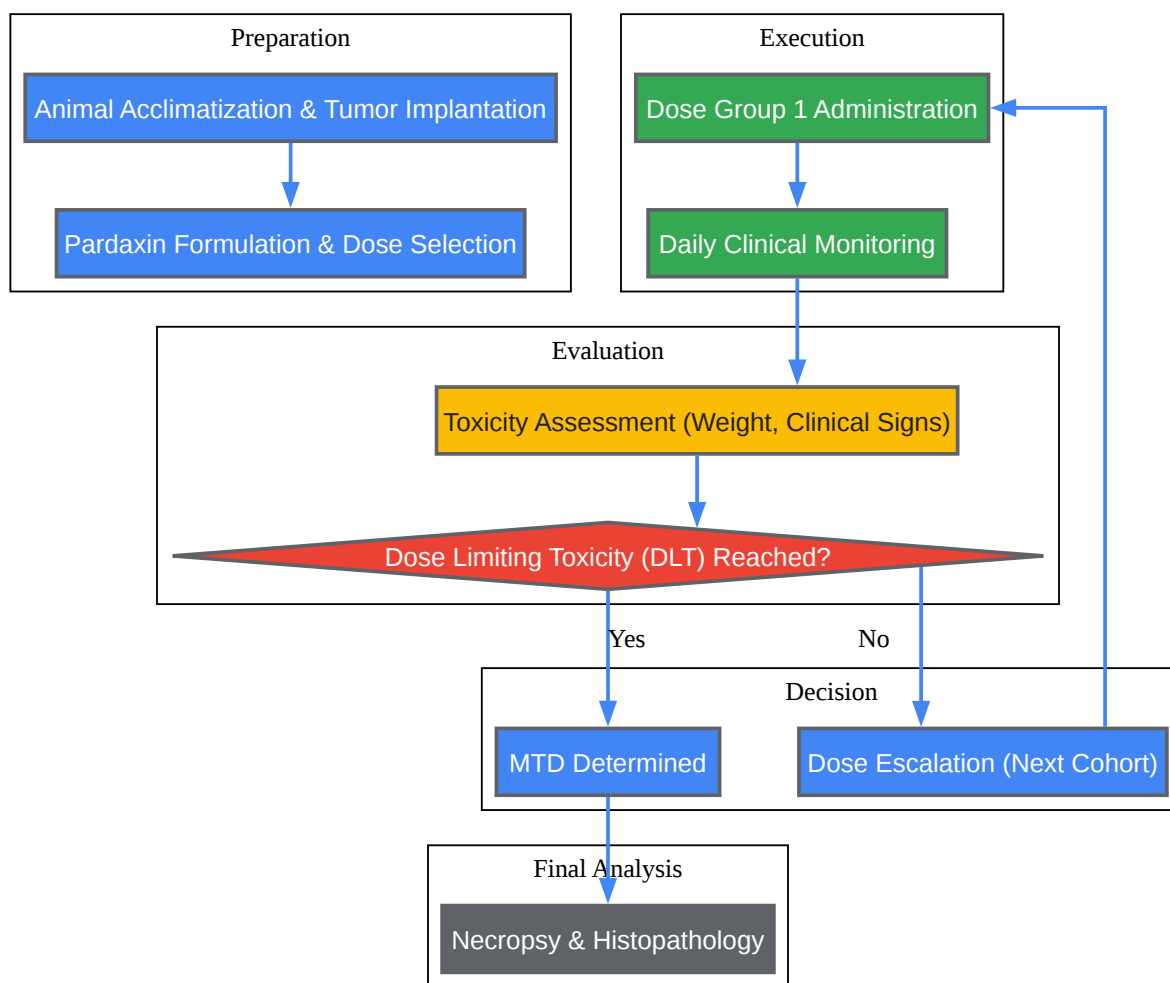 Preparation
Animal Acclimatization & Tumor Implantation
Pardaxin Formulation & Dose Selection
Execution
Dose Group 1 Administration
Daily Clinical Monitoring
Evaluation
Toxicity Assessment (Weight, Clinical Signs)
Dose Limiting Toxicity (DLT) Reached?
Yes
No
Decision
MTD Determined
Dose Escalation (Next Cohort)
Final Analysis
Necropsy & Histopathology